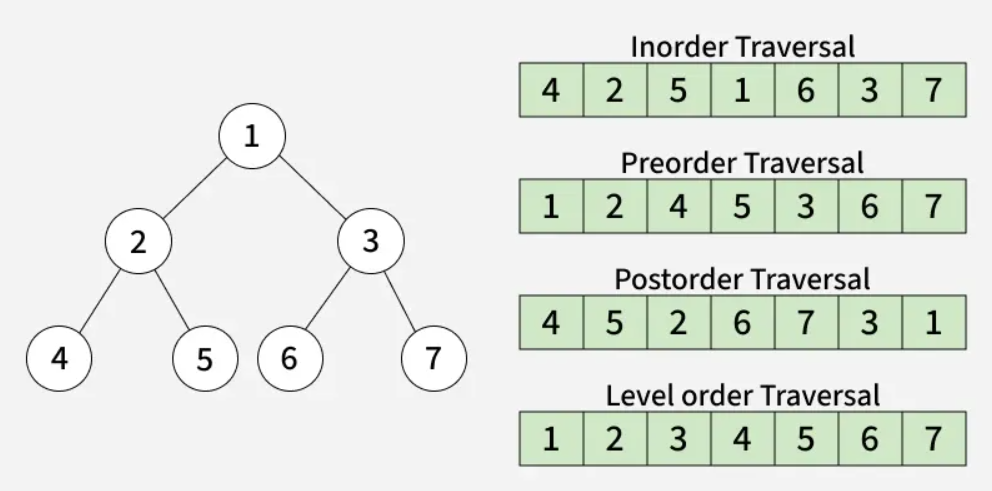 1
2 3
4 5 6 7
Inorder Traversal
4 2 5 1 6 3 7
Preorder Traversal
1 2 4 5 3 6 7
Postorder Traversal
4 5 2 6 7 3 1
Level order Traversal
1 2 3 4 5 6 7